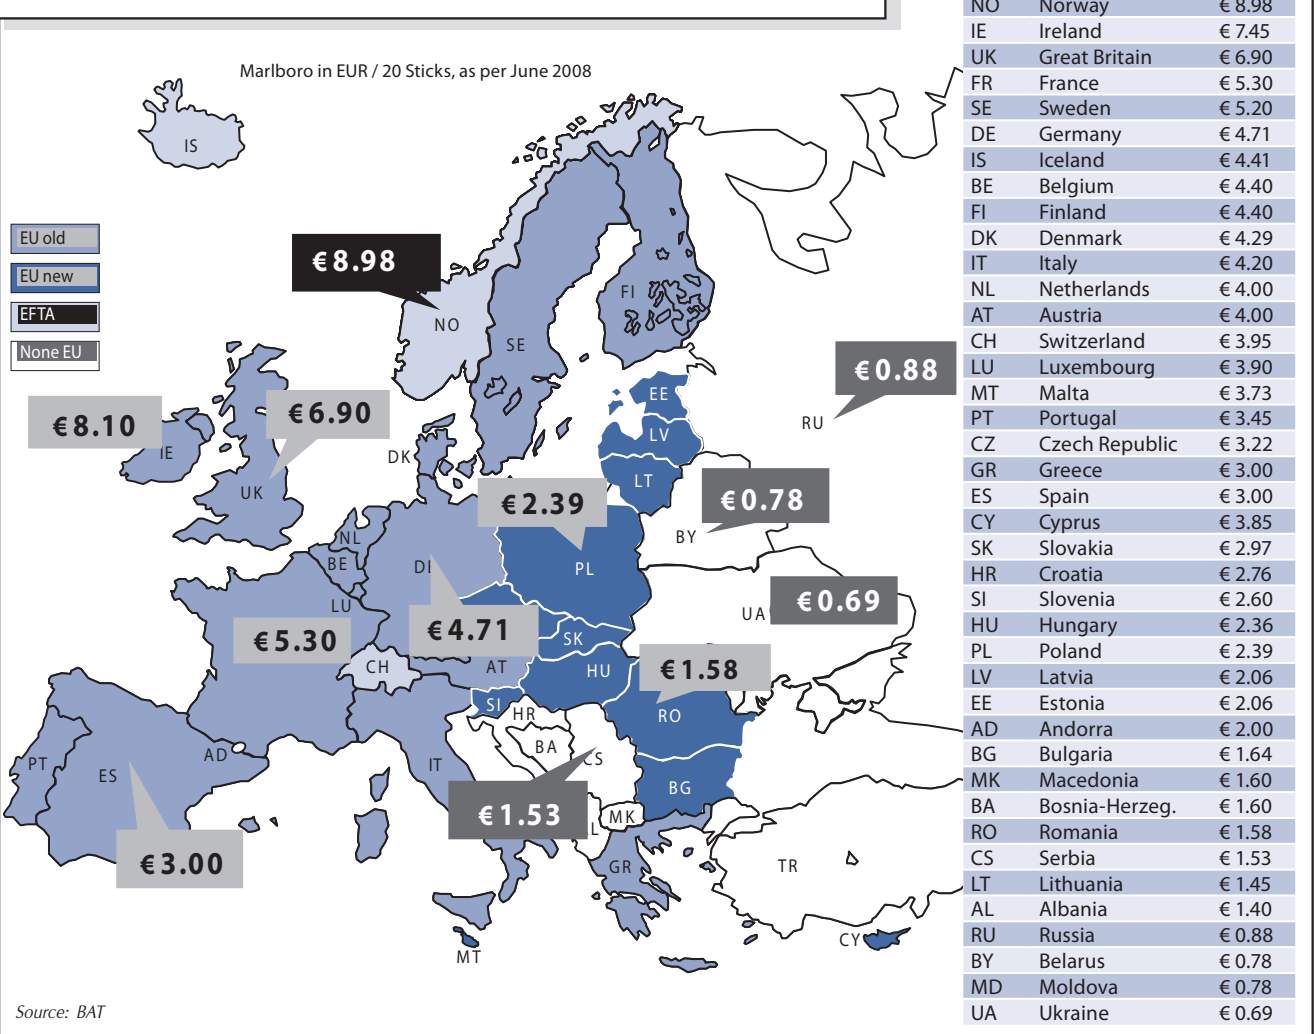 Marlboro in EUR / 20 Sticks, as per June 2008
IS
EU old
EU new
EFTA
None EU
€ 8.98
NO
SE
FI
€ 0.88
RU
€ 8.10
IE
€ 6.90
UK
DK
EE
LV
LT
€ 2.39
PL
€ 0.78
BY
NL
BE
LU
DE
€ 4.71
€ 0.69
UA
€ 5.30
CH
AT
SK
HU
€ 1.58
RO
SI
HR
BA
CS
€ 1.53
BG
MK
L
AD
IT
PT
ES
€ 3.00
GR
TR
MT
CY
Source: BAT
NO Norway € 8.98
IE Ireland € 7.45
UK Great Britain € 6.90
FR France € 5.30
SE Sweden € 5.20
DE Germany € 4.71
IS Iceland € 4.41
BE Belgium € 4.40
FI Finland € 4.40
DK Denmark € 4.29
IT Italy € 4.20
NL Netherlands € 4.00
AT Austria € 4.00
CH Switzerland € 3.95
LU Luxembourg € 3.90
MT Malta € 3.73
PT Portugal € 3.45
CZ Czech Republic € 3.22
GR Greece € 3.00
ES Spain € 3.00
CY Cyprus € 3.85
SK Slovakia € 2.97
HR Croatia € 2.76
SI Slovenia € 2.60
HU Hungary € 2.36
PL Poland € 2.39
LV Latvia € 2.06
EE Estonia € 2.06
AD Andorra € 2.00
BG Bulgaria € 1.64
MK Macedonia € 1.60
BA Bosnia-Herzeg. € 1.60
RO Romania € 1.58
CS Serbia € 1.53
LT Lithuania € 1.45
AL Albania € 1.40
RU Russia € 0.88
BY Belarus € 0.78
MD Moldova € 0.78
UA Ukraine € 0.69